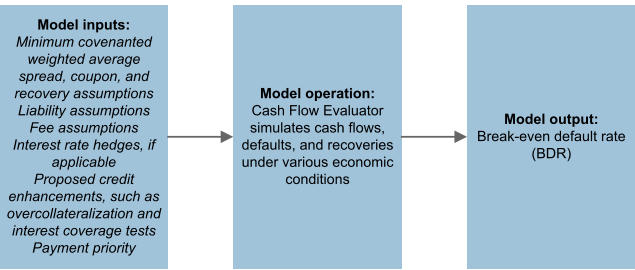 Model inputs:
Minimum covenanted
weighted average
spread, coupon, and
recovery assumptions
Liability assumptions
Fee assumptions
Interest rate hedges, if
applicable
Proposed credit
enhancements, such as
overcollateralization and
interest coverage tests
Payment priority
Model operation:
Cash Flow Evaluator
simulates cash flows,
defaults, and recoveries
under various economic
conditions
Model output:
Break-even default rate
(BDR)